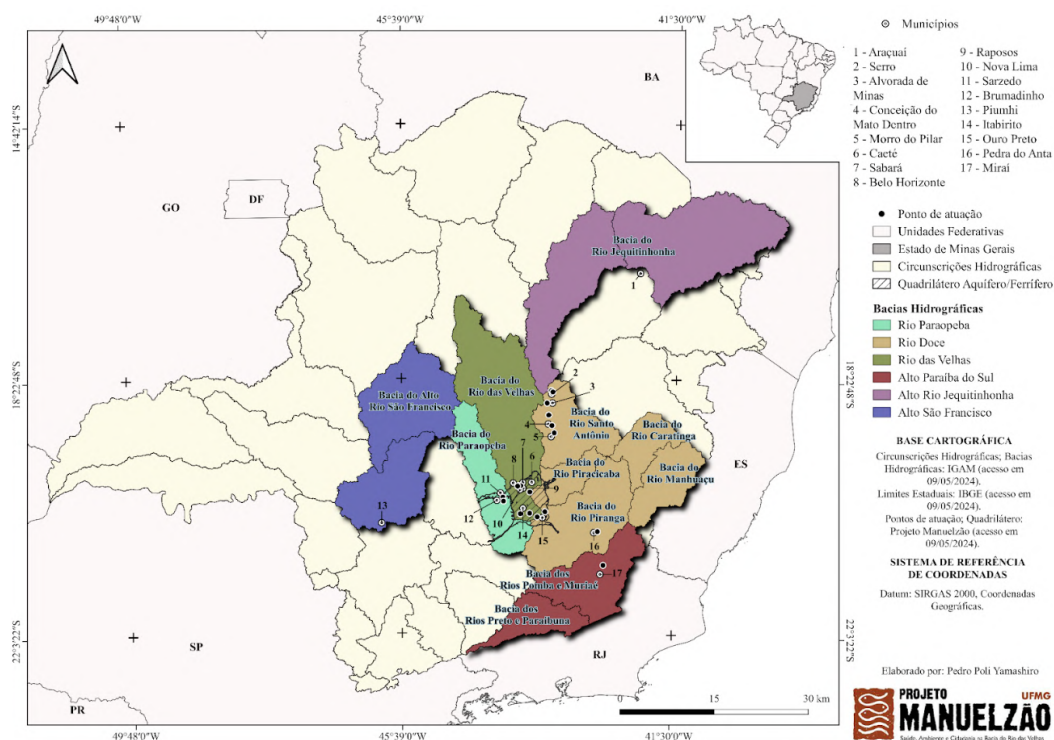 49°48'0"W
45°39'0"W
41°30'0"W
14°42'14"S
18°22'48"S
22°3'22"S
BA
GO
DF
ES
SP
RJ
PR
Bacia do
Rio Jequitinhonha
1
2
3
Bacia do Alto
Rio São Francisco
Bacia do
Rio das Velhas
Bacia do
Rio Santo
Antônio
Bacia do
Rio Caratinga
4
5
Bacia do
Rio Paraopeba
7
6
8
Bacia do
Rio Piracicaba
Bacia do
Rio Manhuaçu
11
9
13
12
10
14
15
Bacia do
Rio Piranga
16
17
Bacia dos
Rios Pomba e Muriaé
Bacia dos
Rios Preto e Paraibuna
0
15
30 km
49°48'0"W
45°39'0"W
41°30'0"W
18°22'48"S
22°3'22"S
Municípios
1 - Araçuaí
2 - Serro
3 - Alvorada de
Minas
4 - Conceição do
Mato Dentro
5 - Morro do Pilar
6 - Caeté
7 - Sabará
8 - Belo Horizonte
9 - Raposos
10 - Nova Lima
11 - Sarzedo
12 - Brumadinho
13 - Piumhi
14 - Itabirito
15 - Ouro Preto
16 - Pedra do Anta
17 - Miraí
Ponto de atuação
Unidades Federativas
Estado de Minas Gerais
Circunscrições Hidrográficas
Quadrilátero Aquífero/Ferrífero
Bacias Hidrográficas
Rio Paraopeba
Rio Doce
Rio das Velhas
Alto Paraiba do Sul
Alto Rio Jequitinhonha
Alto São Francisco
BASE CARTOGRÁFICA
Circunscrições Hidrográficas; Bacias
Hidrográficas: IGAM (acesso em
09/05/2024).
Limites Estaduais: IBGE (acesso em
09/05/2024).
Pontos de atuação; Quadrilátero:
Projeto Manuelzão (acesso em
09/05/2024).
SISTEMA DE REFERÊNCIA
DE COORDENADAS
Datum: SIRGAS 2000, Coordenadas
Geográficas.
Elaborado por: Pedro Poli Yamashiro
PROJETO UFMG
MANUELZÃO
Saúde, Ambiente e Cidadania na Bacia do Rio das Velhas